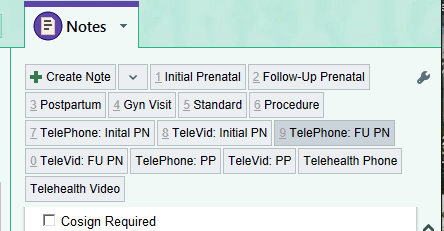 Notes
Create Note 1 Initial Prenatal 2 Follow-Up Prenatal
3 Postpartum 4 Gyn Visit 5 Standard 6 Procedure
7 TelePhone: Inital PN 8 TeleVid: Initial PN 9 TelePhone: FU PN
0 TeleVid: FU PN TelePhone: PP TeleVid: PP Telehealth Phone
Telehealth Video
Cosign Required